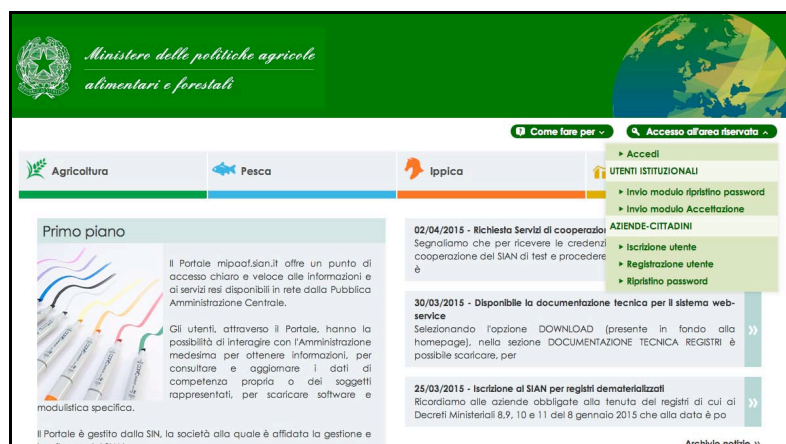 Ministero delle politiche agricole
alimentari e forestali
Come fare per
Accesso all'area riservata
Accedi
UTENTI ISTITUZIONALI
Invio modulo ripristino password
Invio modulo Accettazione
AZIENDE-CITTADINI
Iscrizione utente
Registrazione utente
Ripristino password
Agricoltura
Pesca
Ippica
Primo piano
Il Portale mipaaf.sian.it offre un punto di
accesso chiaro e veloce alle informazioni e
ai servizi resi disponibili in rete dalla Pubblica
Amministrazione Centrale.
Gli utenti, attraverso il Portale, hanno la
possibilità di interagire con l'Amministrazione
medesima per ottenere informazioni, per
consultare e aggiornare i dati di
competenza propria o dei soggetti
rappresentati, per scaricare software e
modulistica specifica.
Il Portale è gestito dalla SIN, la società alla quale è affidata la gestione e
02/04/2015 - Richiesta Servizi di cooperazion
Segnaliamo che per ricevere le credenzi
cooperazione del SIAN di test e procedere
è
30/03/2015 - Disponibile la documentazione tecnica per il sistema web-
service
Selezionando l'opzione DOWNLOAD (presente in fondo alla
homepage), nella sezione DOCUMENTAZIONE TECNICA REGISTRI è
possibile scaricare, per
25/03/2015 - Iscrizione al SIAN per registri dematerializzati
Ricordiamo alle aziende obbligate alla tenuta del registri di cui ai
Decreti Ministeriali 8,9, 10 e 11 del 8 gennaio 2015 che alla data è po
Archivio notizie »